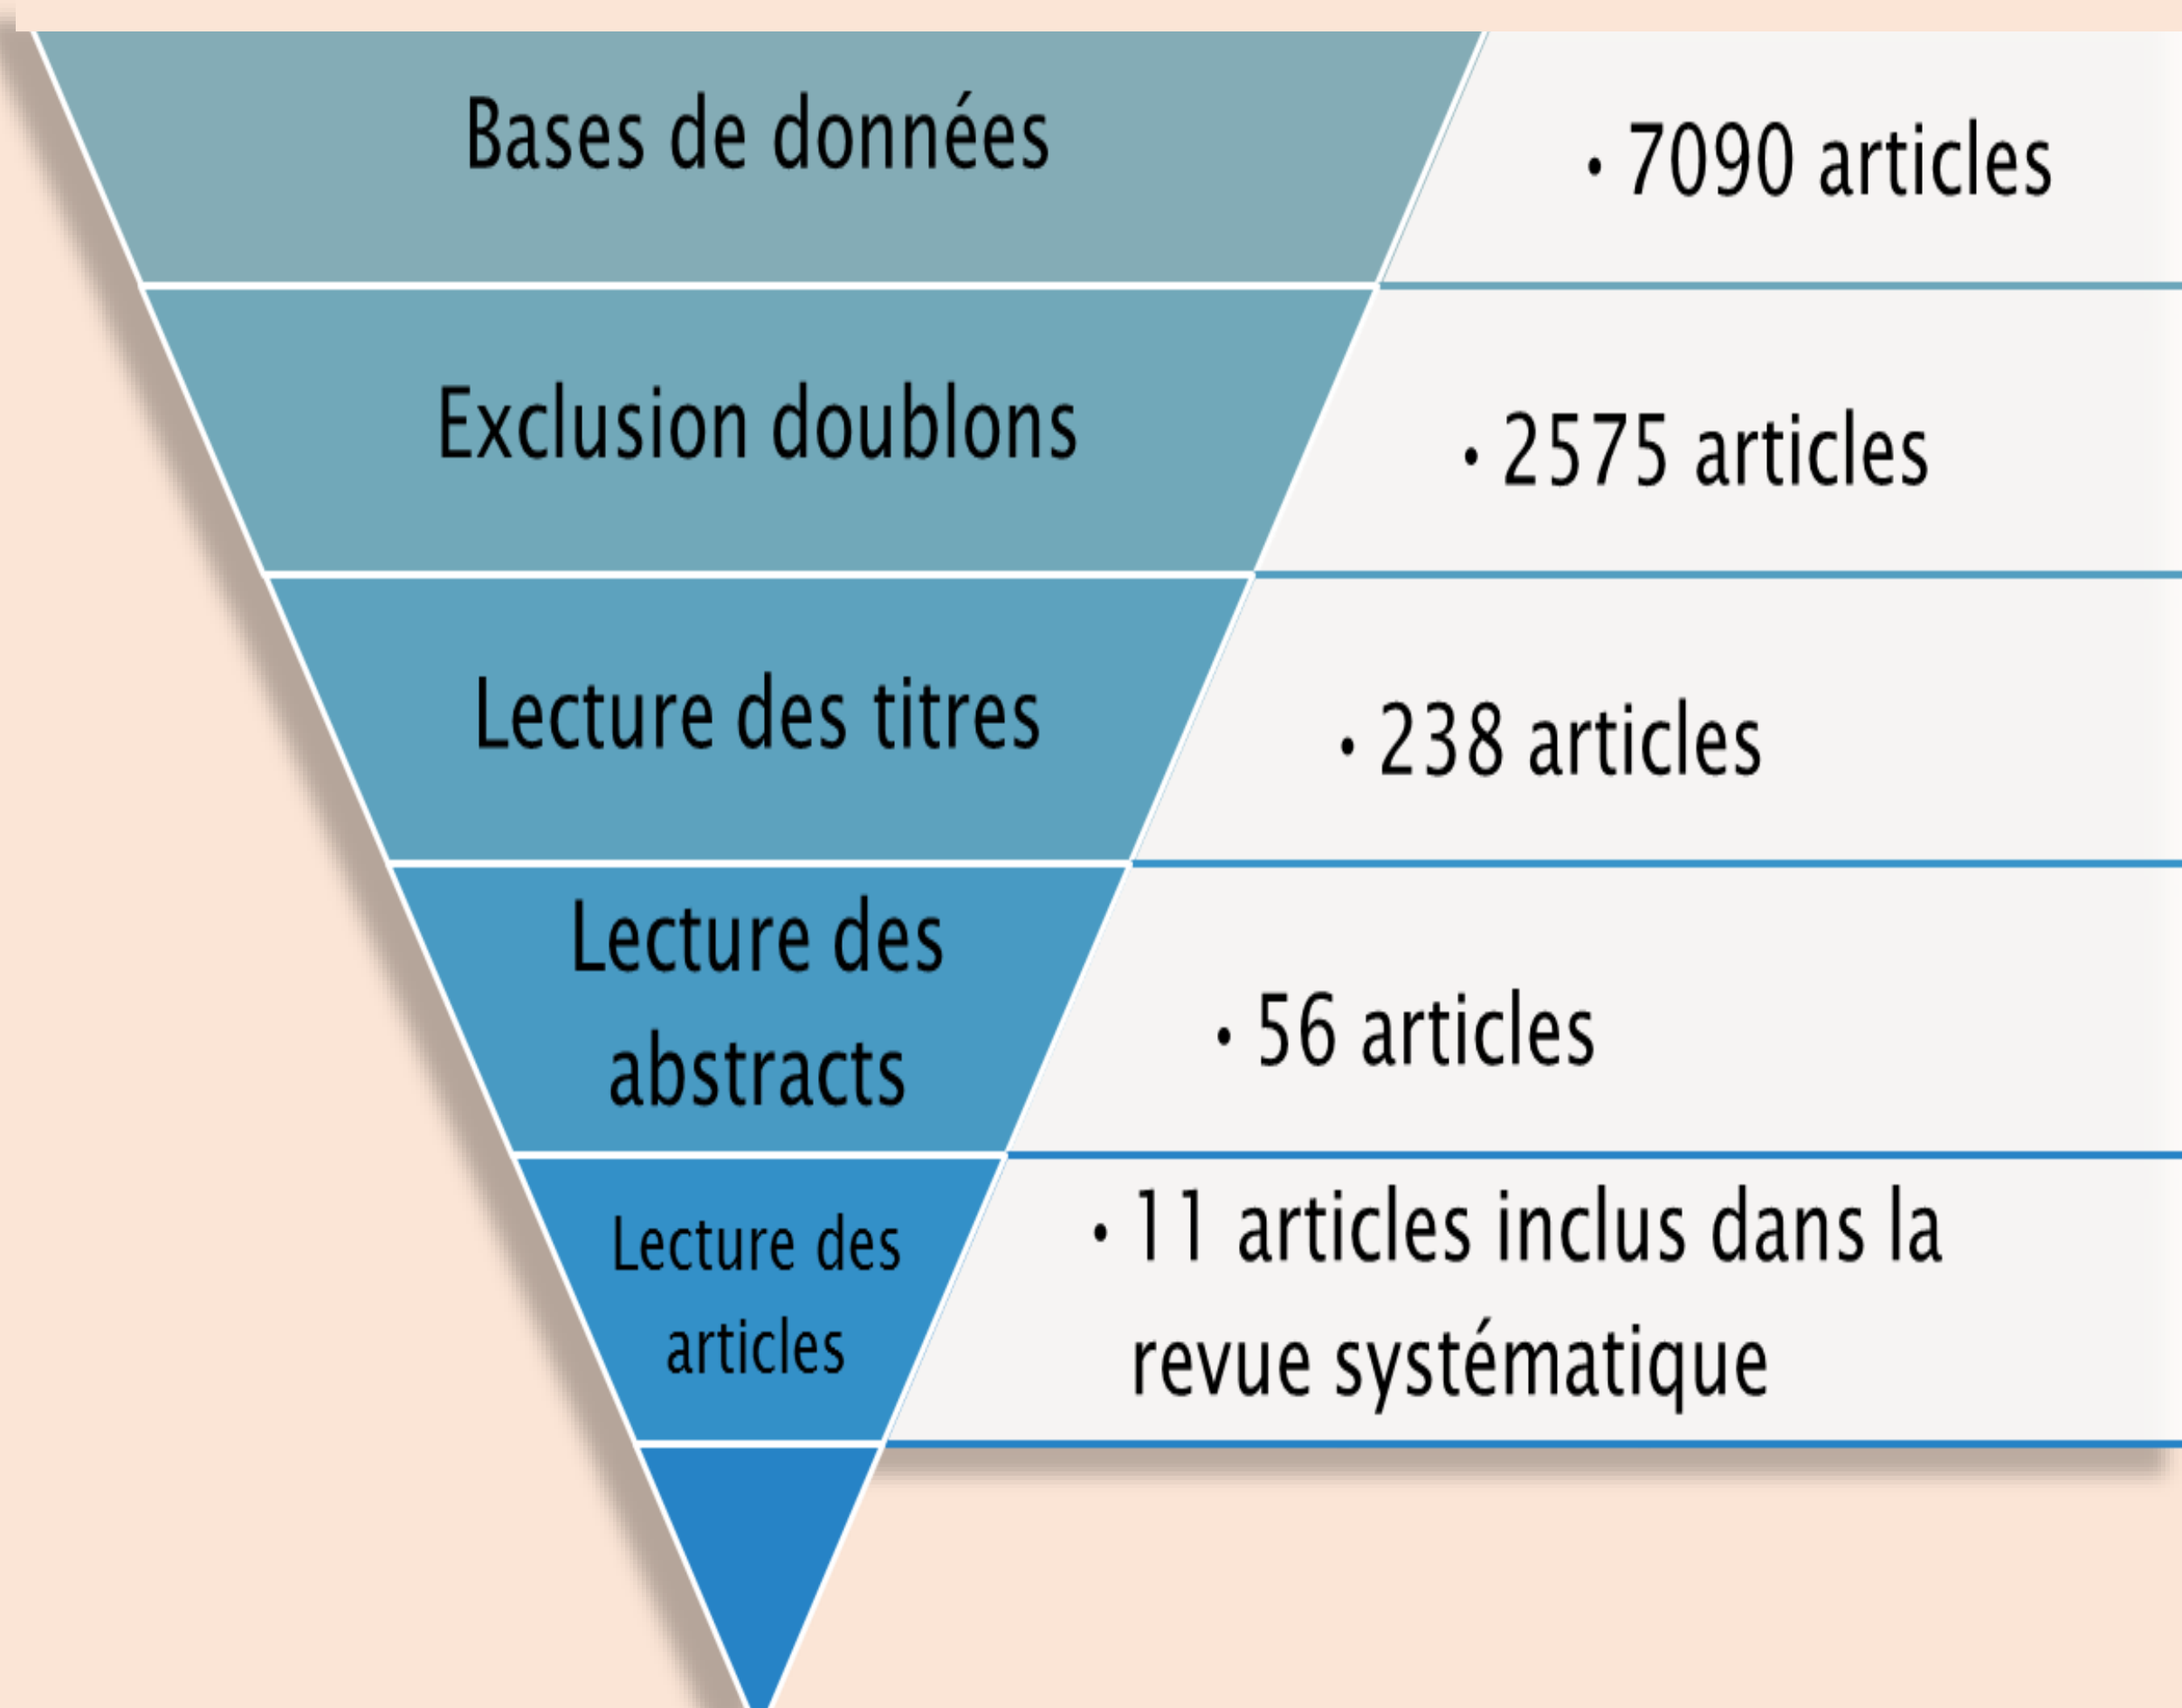 Bases de données
• 7090 articles
Exclusion doublons
• 2575 articles
Lecture des titres
• 238 articles
Lecture des
abstracts
• 56 articles
Lecture des
articles
• 11 articles inclus dans la
revue systématique